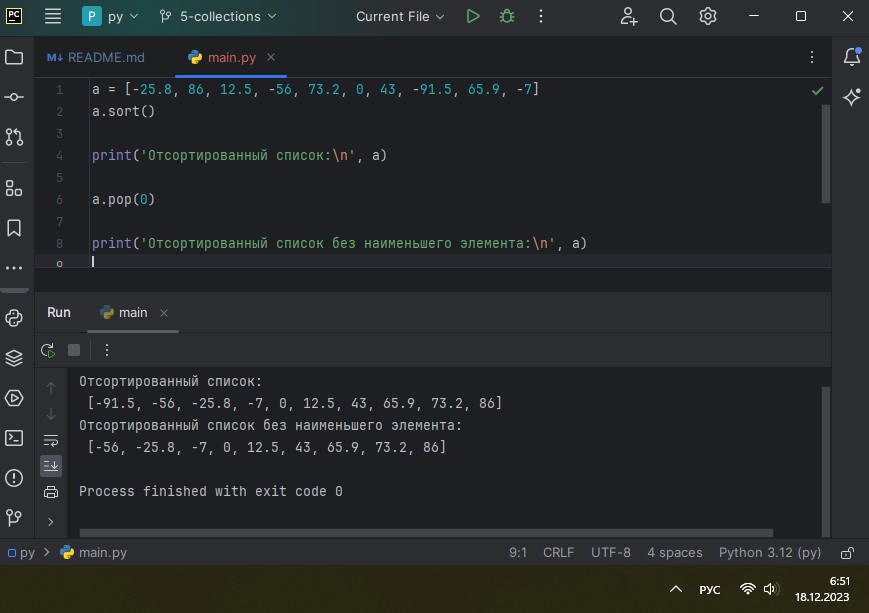 PC P py 5-collections Current File
README.md main.py
1 a = [-25.8, 86, 12.5, -56, 73.2, 0, 43, -91.5, 65.9, -7]
2 a.sort()
3
4 print('Отсортированный список:\n', a)
5
6 a.pop(0)
7
8 print('Отсортированный список без наименьшего элемента:\n', a)
9
Run main
Отсортированный список:
[-91.5, -56, -25.8, -7, 0, 12.5, 43, 65.9, 73.2, 86]
Отсортированный список без наименьшего элемента:
[-56, -25.8, -7, 0, 12.5, 43, 65.9, 73.2, 86]
Process finished with exit code 0
py main.py 9:1 CRLF UTF-8 4 spaces Python 3.12 (py)
РУС 6:51
18.12.2023